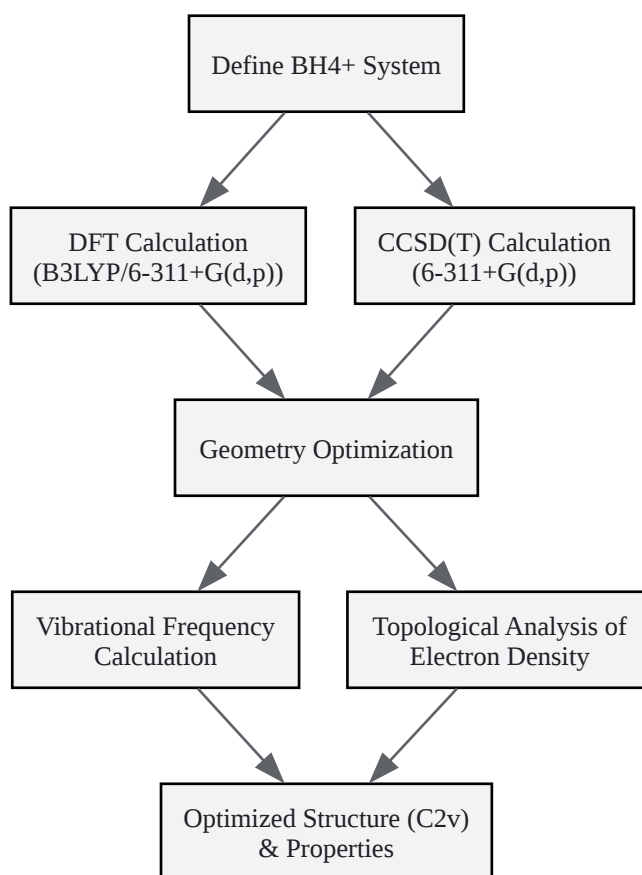 Define BH4+ System
DFT Calculation
(B3LYP/6-311+G(d,p))
CCSD(T) Calculation
(6-311+G(d,p))
Geometry Optimization
Vibrational Frequency
Calculation
Topological Analysis of
Electron Density
Optimized Structure (C2v)
& Properties